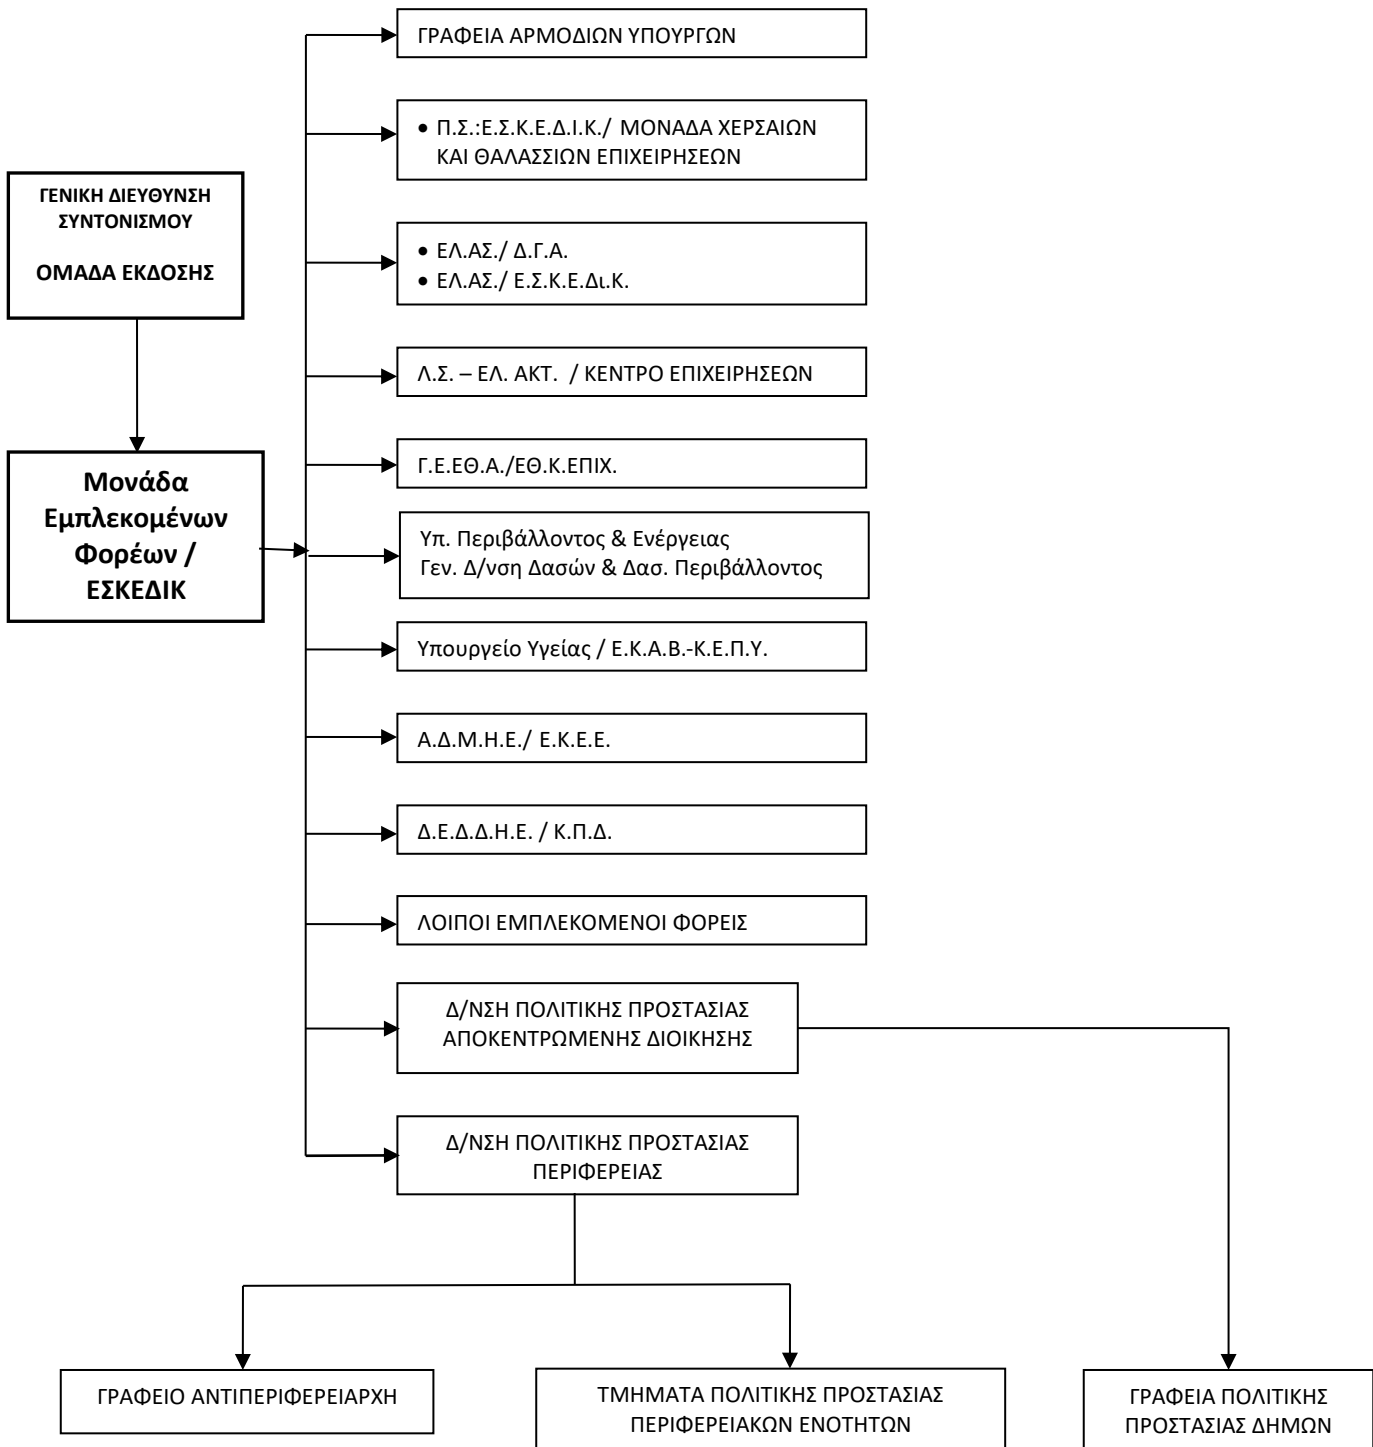 ΓΡΑΦΕΙΑ ΑΡΜΟΔΙΩΝ ΥΠΟΥΡΓΩΝ
• Π.Σ.:Ε.Σ.Κ.Ε.Δ.Ι.Κ./ ΜΟΝΑΔΑ ΧΕΡΣΑΙΩΝ
ΚΑΙ ΘΑΛΑΣΣΙΩΝ ΕΠΙΧΕΙΡΗΣΕΩΝ
ΓΕΝΙΚΗ ΔΙΕΥΘΥΝΣΗ
ΣΥΝΤΟΝΙΣΜΟΥ
ΟΜΑΔΑ ΕΚΔΟΣΗΣ
• ΕΛ.ΑΣ./ Δ.Γ.Α.
• ΕΛ.ΑΣ./ Ε.Σ.Κ.Ε.Δι.Κ.
Λ.Σ. – ΕΛ. ΑΚΤ. / ΚΕΝΤΡΟ ΕΠΙΧΕΙΡΗΣΕΩΝ
Μονάδα
Εμπλεκομένων
Φορέων /
ΕΣΚΕΔΙΚ
Γ.Ε.ΕΘ.Α./ΕΘ.Κ.ΕΠΙΧ.
Υπ. Περιβάλλοντος & Ενέργειας
Γεν. Δ/νση Δασών & Δασ. Περιβάλλοντος
Υπουργείο Υγείας / Ε.Κ.Α.Β.-Κ.Ε.Π.Υ.
Α.Δ.Μ.Η.Ε./ Ε.Κ.Ε.Ε.
Δ.Ε.Δ.Δ.Η.Ε. / Κ.Π.Δ.
ΛΟΙΠΟΙ ΕΜΠΛΕΚΟΜΕΝΟΙ ΦΟΡΕΙΣ
Δ/ΝΣΗ ΠΟΛΙΤΙΚΗΣ ΠΡΟΣΤΑΣΙΑΣ
ΑΠΟΚΕΝΤΡΩΜΕΝΗΣ ΔΙΟΙΚΗΣΗΣ
Δ/ΝΣΗ ΠΟΛΙΤΙΚΗΣ ΠΡΟΣΤΑΣΙΑΣ
ΠΕΡΙΦΕΡΕΙΑΣ
ΓΡΑΦΕΙΟ ΑΝΤΙΠΕΡΙΦΕΡΕΙΑΡΧΗ
ΤΜΗΜΑΤΑ ΠΟΛΙΤΙΚΗΣ ΠΡΟΣΤΑΣΙΑΣ
ΠΕΡΙΦΕΡΕΙΑΚΩΝ ΕΝΟΤΗΤΩΝ
ΓΡΑΦΕΙΑ ΠΟΛΙΤΙΚΗΣ
ΠΡΟΣΤΑΣΙΑΣ ΔΗΜΩΝ